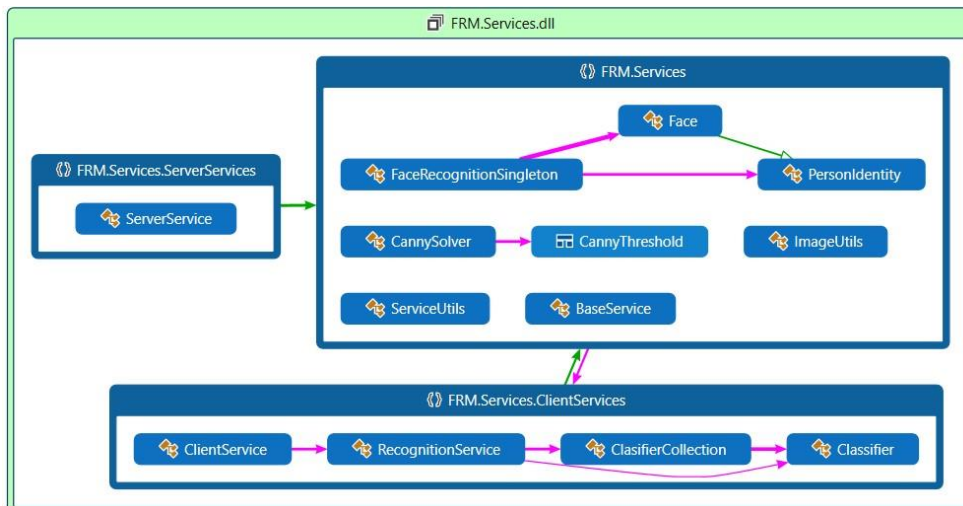 FRM.Services.dll
FRM.Services
Face
FRM.Services.ServerServices
FaceRecognitionSingleton
PersonIdentity
ServerService
CannySolver
CannyThreshold
ImageUtils
ServiceUtils
BaseService
FRM.Services.ClientServices
ClientService
RecognitionService
ClasifierCollection
Classifier